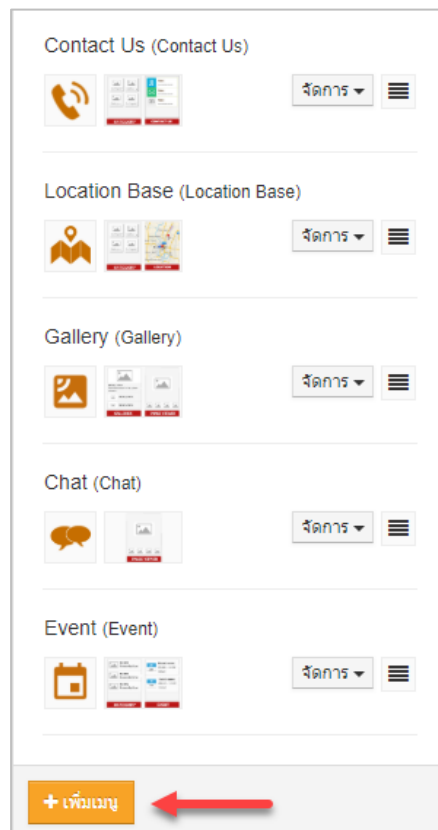 Contact Us (Contact Us)
จัดการ
Location Base (Location Base)
จัดการ
Gallery (Gallery)
จัดการ
Chat (Chat)
จัดการ
Event (Event)
จัดการ
+ เพิ่มเมนู